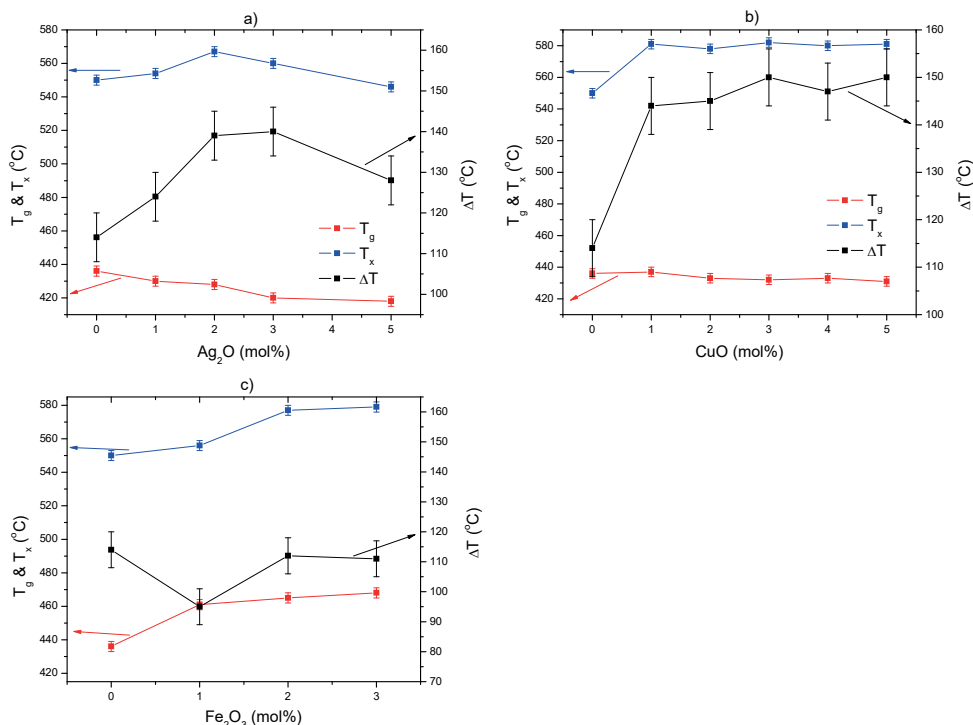 a)
580
560
540
520
500
480
460
440
420
T_g & T_x (°C)
160
150
140
130
120
110
100
ΔT (°C)
T_g
T_x
ΔT
0 1 2 3 5
Ag₂O (mol%)
b)
580
560
540
520
500
480
460
440
420
T_g & T_x (°C)
160
150
140
130
120
110
100
ΔT (°C)
T_g
T_x
ΔT
0 1 2 3 4 5
CuO (mol%)
c)
580
560
540
520
500
480
460
440
420
T_g & T_x (°C)
160
150
140
130
120
110
100
90
80
70
ΔT (°C)
0 1 2 3
Fe₂O₃ (mol%)